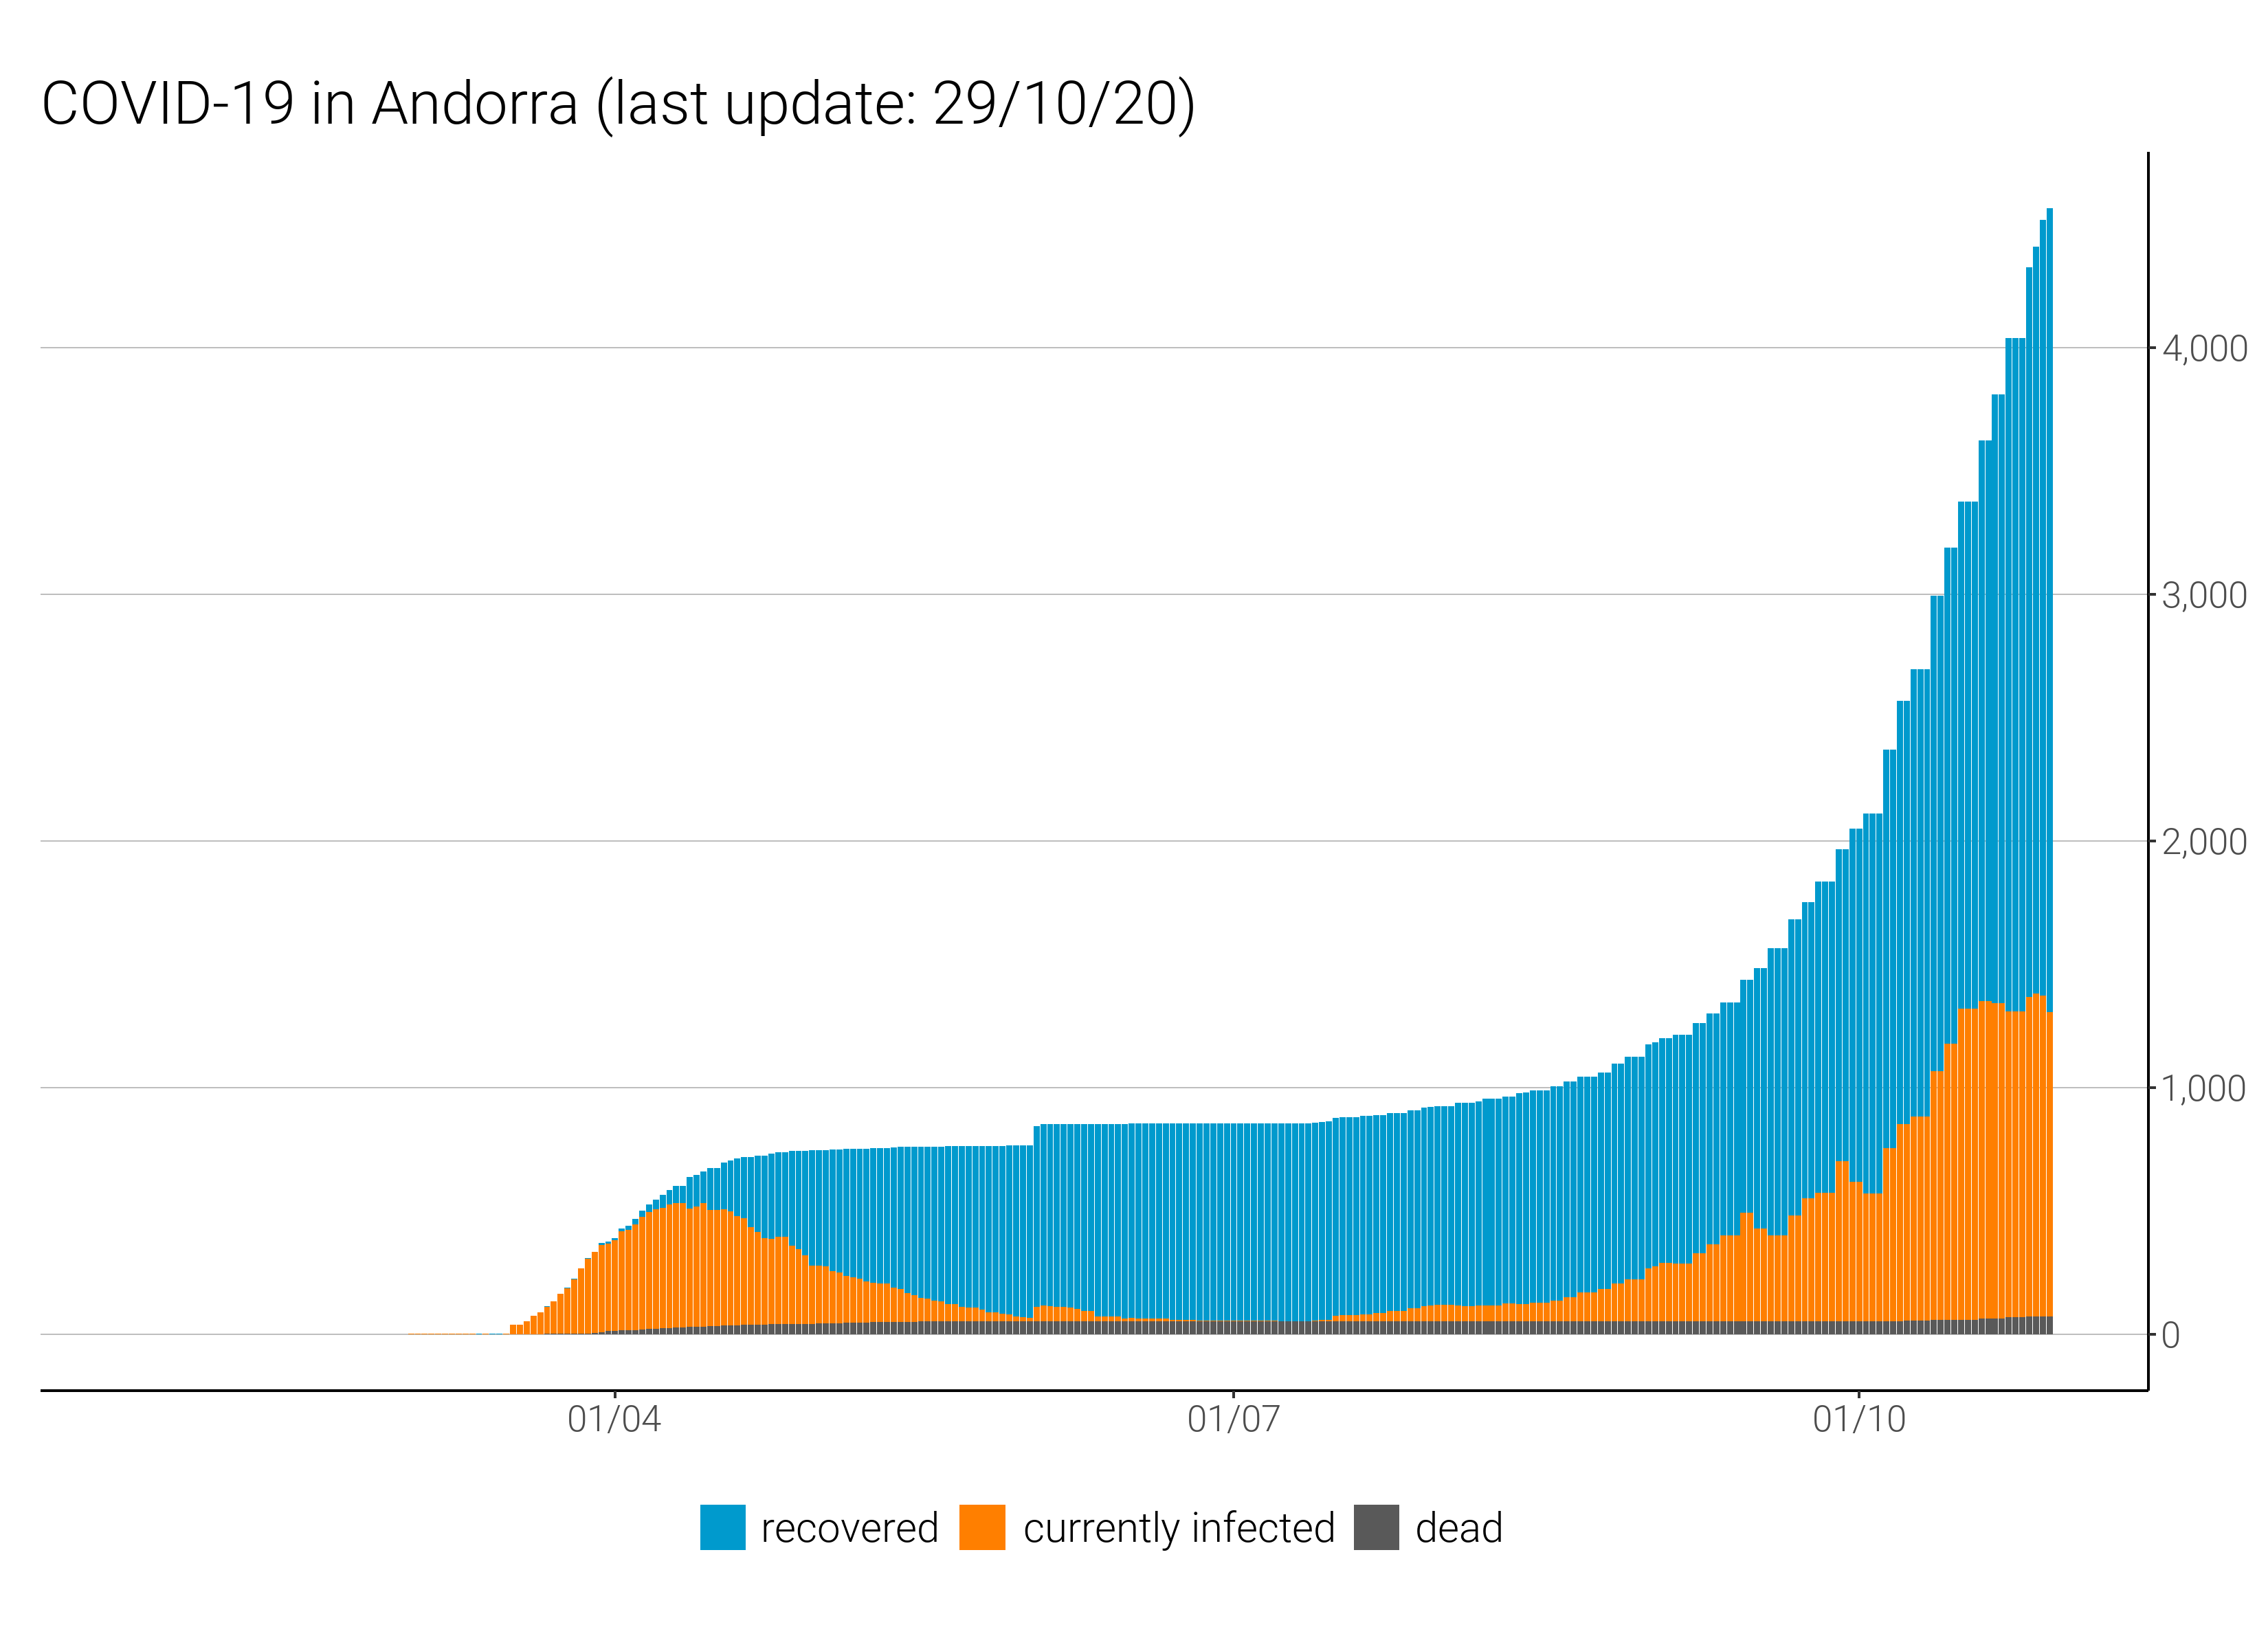 COVID-19 in Andorra (last update: 29/10/20)
4,000
3,000
2,000
1,000
0
01/04 01/07 01/10
recovered currently infected dead